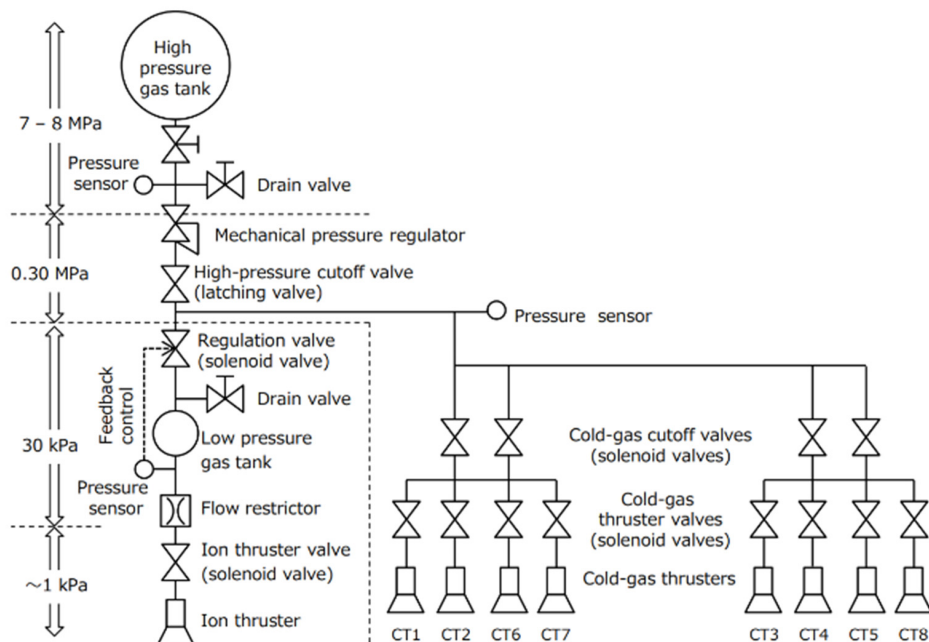 High
pressure
gas tank
7 – 8 MPa
Pressure
sensor
Drain valve
Mechanical pressure regulator
0.30 MPa
High-pressure cutoff valve
(latching valve)
Pressure sensor
Regulation valve
(solenoid valve)
Feedback
control
Drain valve
30 kPa
Low pressure
gas tank
Pressure
sensor
Flow restrictor
Cold-gas cutoff valves
(solenoid valves)
Cold-gas
thruster valves
(solenoid valves)
Ion thruster valve
(solenoid valve)
~1 kPa
Cold-gas thrusters
Ion thruster
CT1 CT2 CT6 CT7 CT3 CT4 CT5 CT8